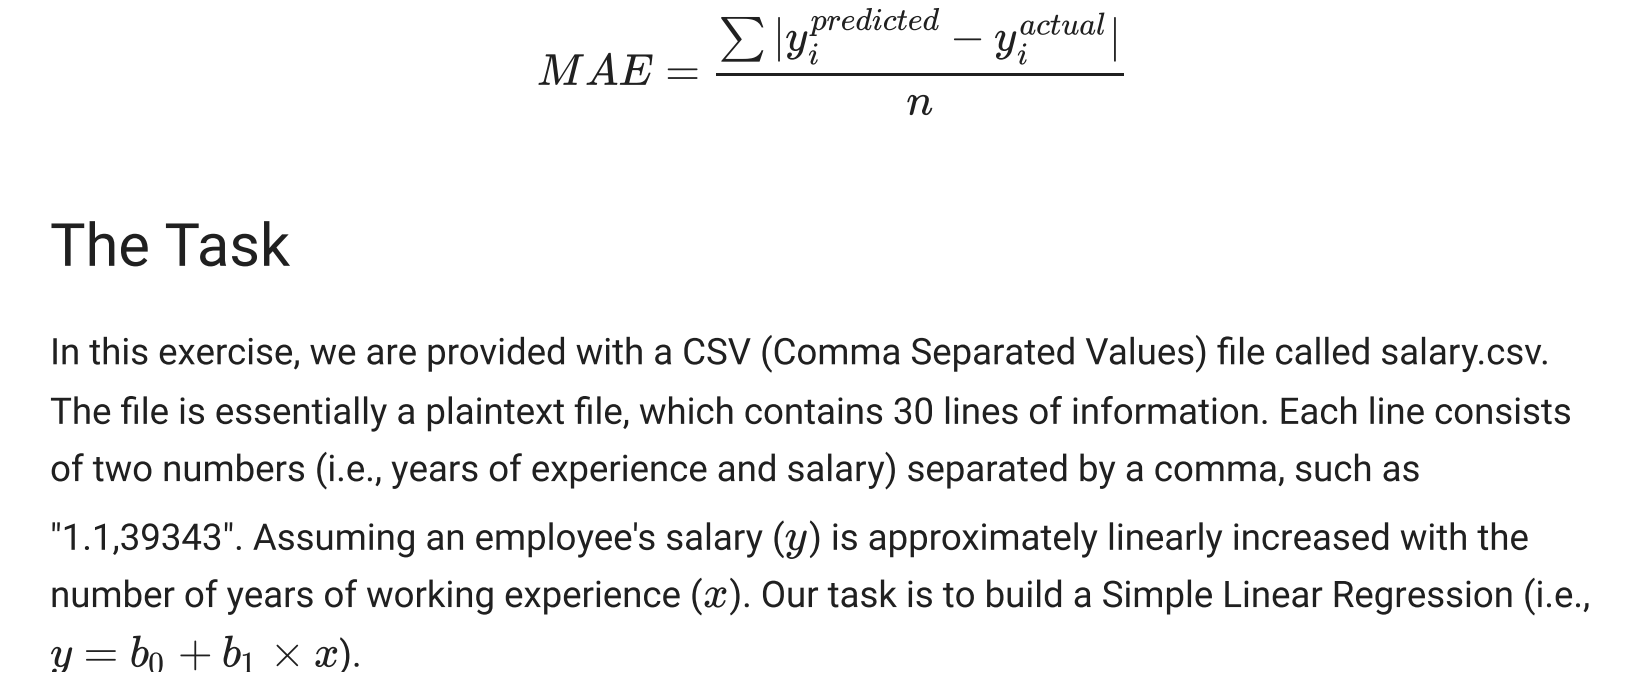 MAE = \frac{\sum |y_i^{predicted} - y_i^{actual}|}{n}
The Task
In this exercise, we are provided with a CSV (Comma Separated Values) file called salary.csv.
The file is essentially a plaintext file, which contains 30 lines of information. Each line consists
of two numbers (i.e., years of experience and salary) separated by a comma, such as
"1.1,39343". Assuming an employee's salary (y) is approximately linearly increased with the
number of years of working experience (x). Our task is to build a Simple Linear Regression (i.e.,
y = b_0 + b_1 × x).